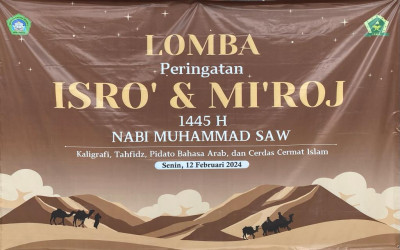 LOMBA
Peringatan
ISRO' & MI'ROJ
1445 H
NABI MUHAMMAD SAW
Kaligrafi, Tahfidz, Pidato Bahasa Arab, dan Cerdas Cermat Islam
Senin, 12 Februari 2024